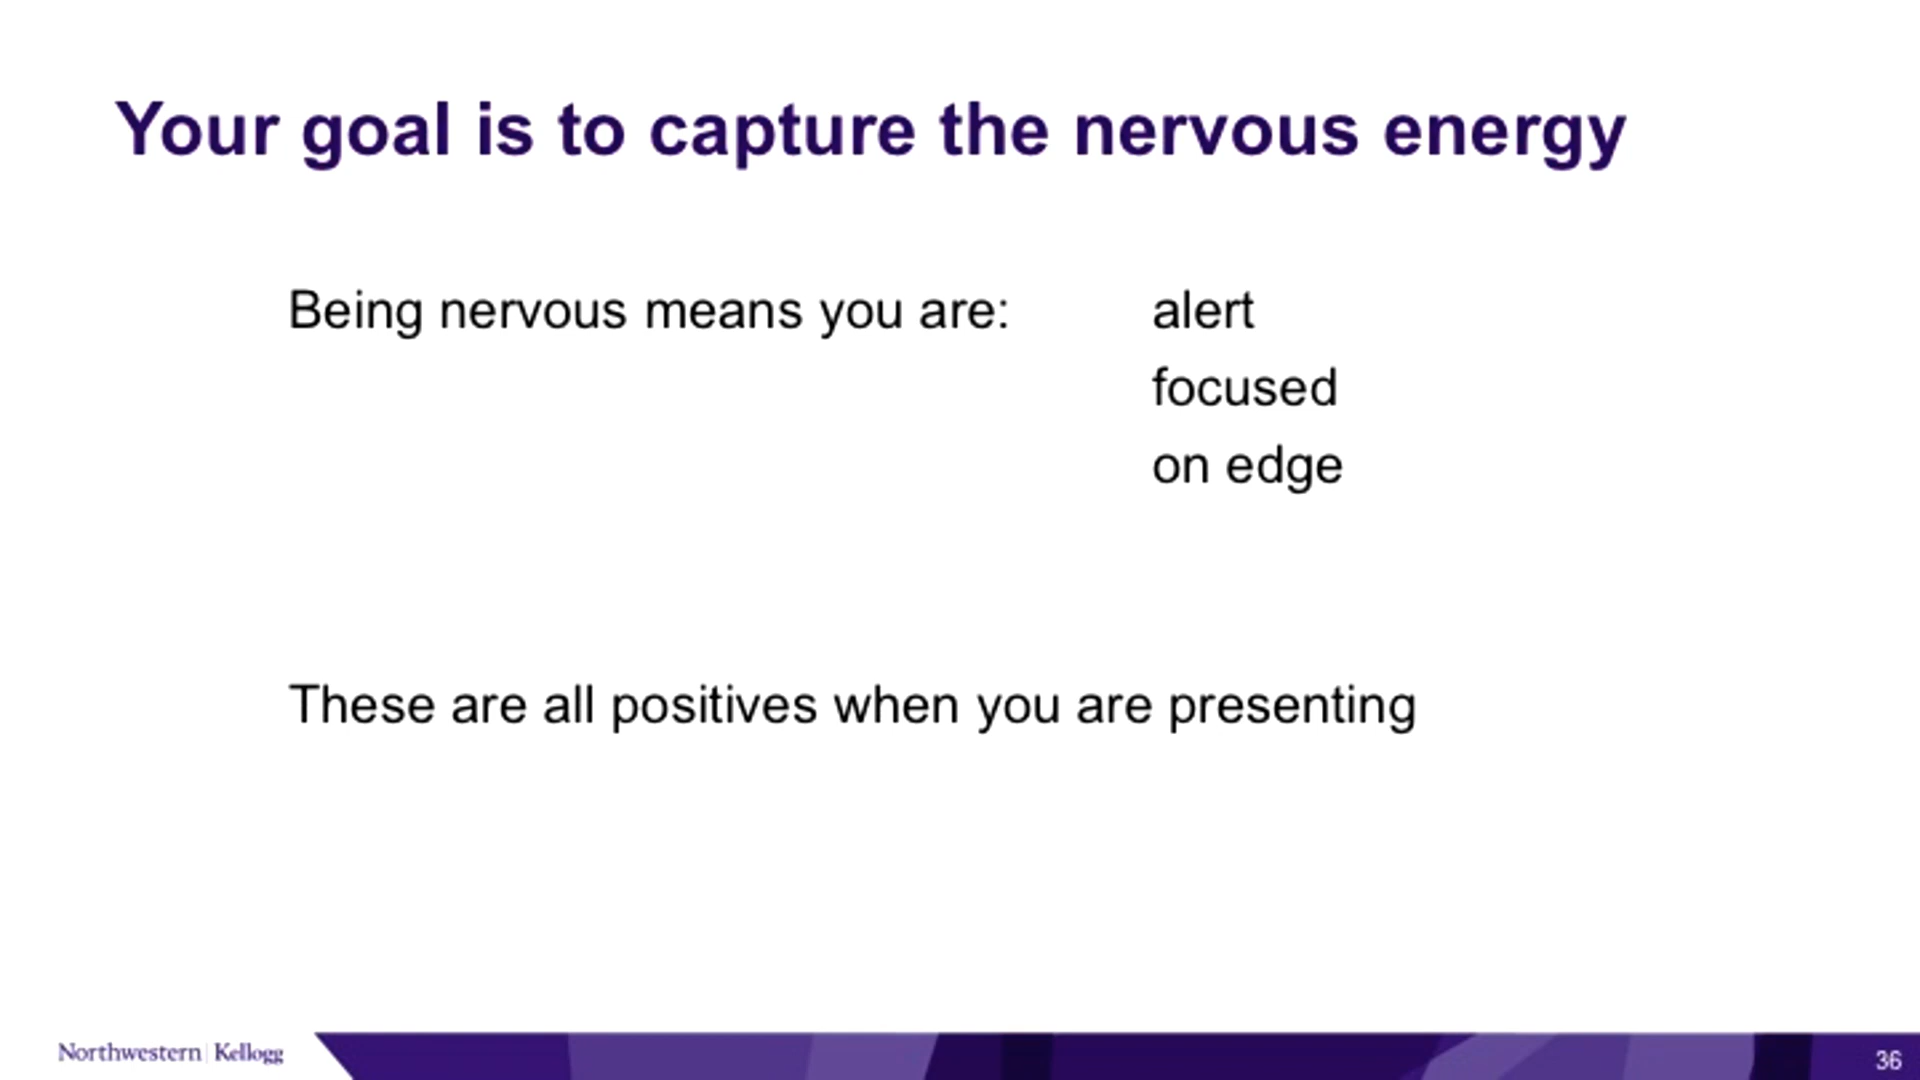 Your goal is to capture the nervous energy
Being nervous means you are: alert
focused
on edge
These are all positives when you are presenting
Northwestern | Kellogg
36